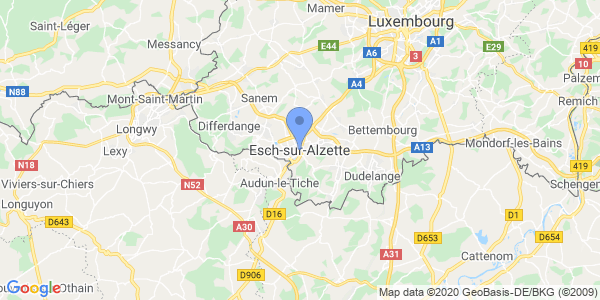 Mamer
Luxembourg
Saint-Léger
Messancy
E44
A6
A1
E29
419
3
10
Palzem
N88
A4
Mont-Saint-Martin
Sanem
Remich
Longwy
Differdange
Bettembourg
Lexy
Esch-sur-Alzette
A13
Mondorf-les-Bains
N18
419
Viviers-sur-Chiers
N52
Audun-le-Tiche
Dudelange
Schengen
Longuyon
D643
D16
A30
D1
D653
D654
A31
Cattenom
D906
Othain
Google
Map data ©2020 GeoBasis-DE/BKG (©2009)